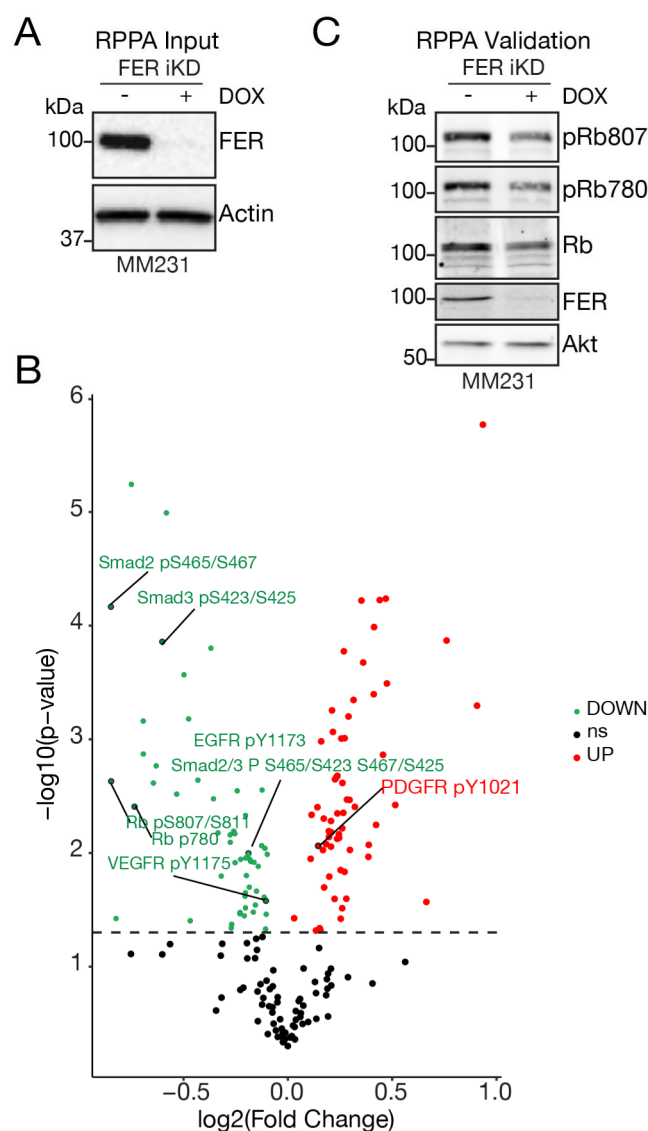 A
RPPA Input
FER iKD
kDa
- + DOX
100
FER
Actin
37
MM231
C
RPPA Validation
FER iKD
kDa
- + DOX
100
pRb807
100
pRb780
100
Rb
100
FER
Akt
50
MM231
B
6
5
4
3
2
1
-log10(p-value)
Smad2 pS465/S467
Smad3 pS423/S425
EGFR pY1173
Smad2/3 P S465/S423 S467/S425
PDGFR pY1021
Rb pS807/S811
Rb p780
VEGFR pY1175
DOWN
ns
UP
−0.5 0.0 0.5 1.0
log2(Fold Change)